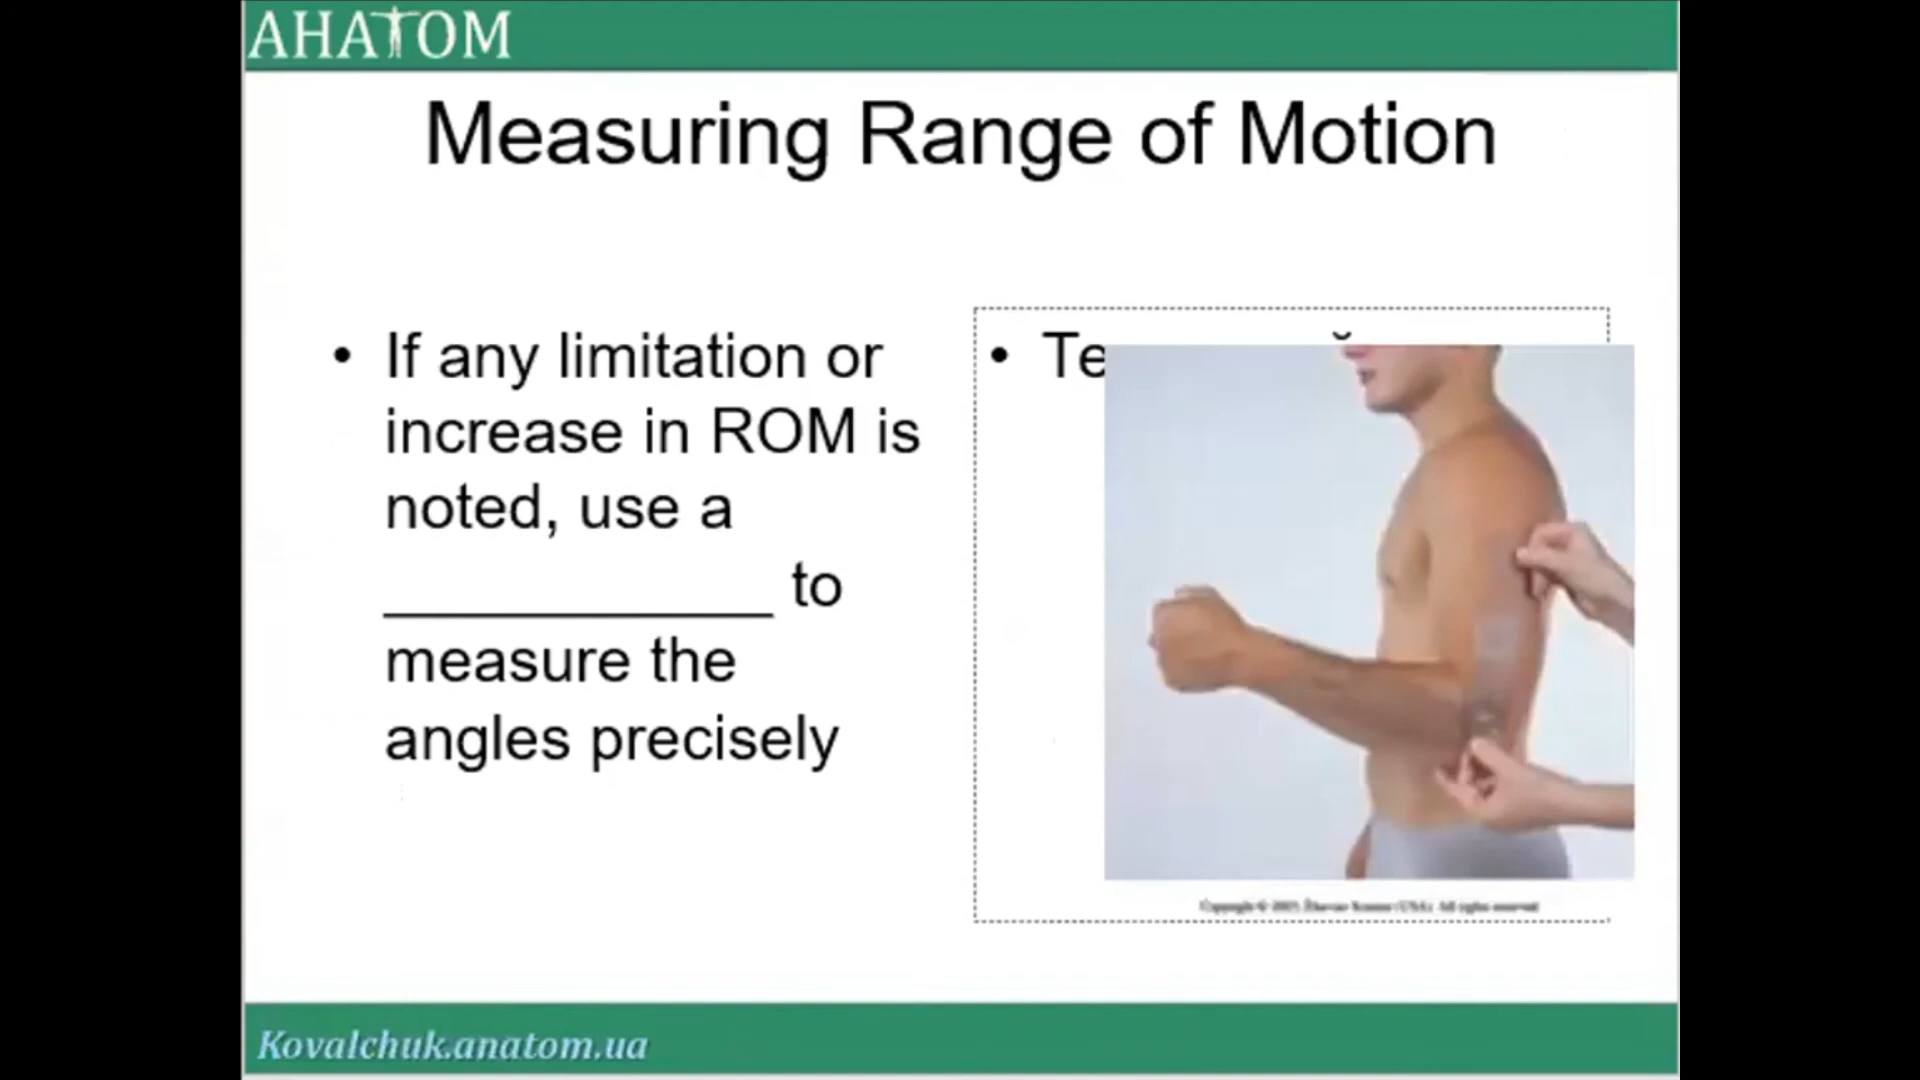 АНАТОМ
Measuring Range of Motion
• If any limitation or
increase in ROM is
noted, use a
____________ to
measure the
angles precisely
• Te
Kovalchuk.anatom.ua